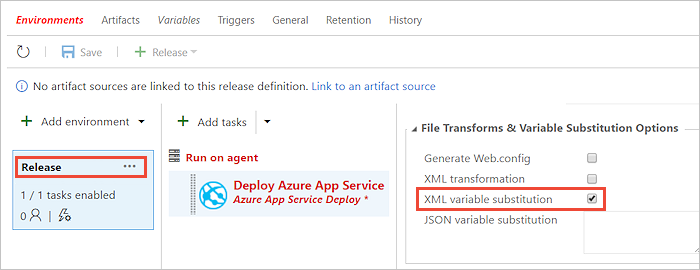 Environments Artifacts Variables Triggers General Retention History
Save Release
No artifact sources are linked to this release definition. Link to an artifact source
Add environment
Release ...
1 / 1 tasks enabled
0
Add tasks
Run on agent
Deploy Azure App Service
Azure App Service Deploy *
File Transforms & Variable Substitution Options
Generate Web.config
XML transformation
XML variable substitution
JSON variable substitution